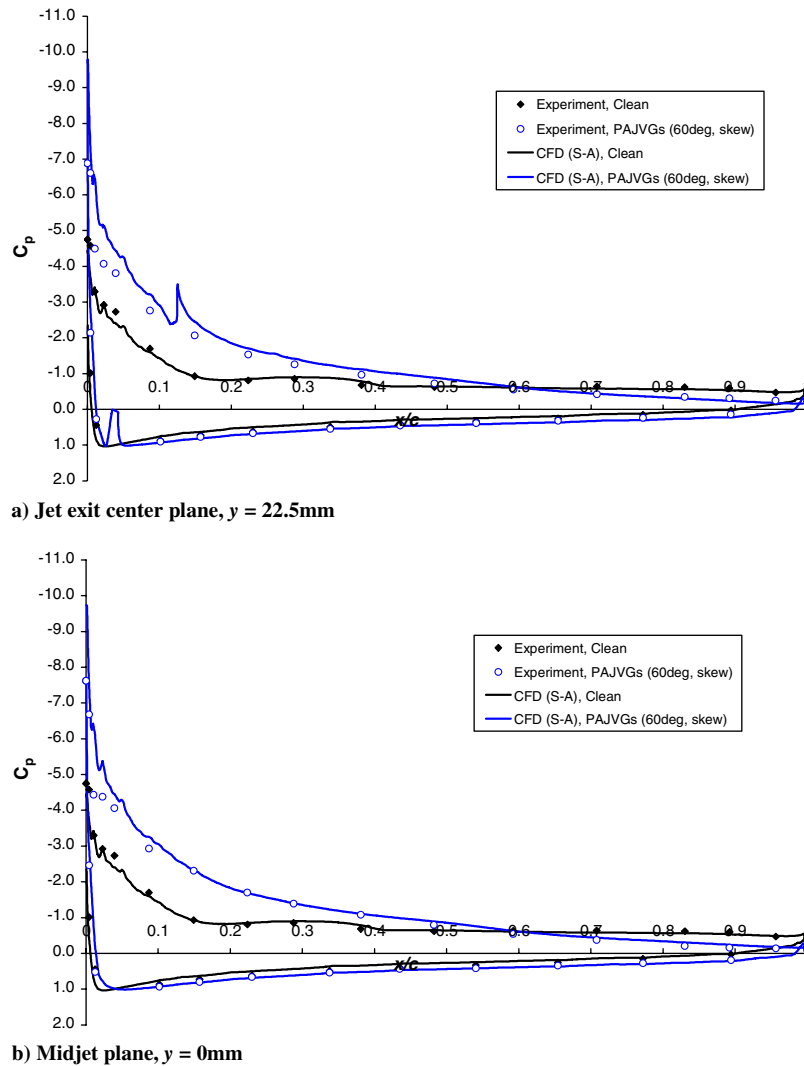 -11.0
-10.0
-9.0
-8.0
-7.0
-6.0
-5.0
-4.0
-3.0
-2.0
-1.0
0.0
1.0
2.0
Cp
Experiment, Clean
Experiment, PAJVGs (60deg, skew)
CFD (S-A), Clean
CFD (S-A), PAJVGs (60deg, skew)
0 0.1 0.2 0.3 0.4 0.5 0.6 0.7 0.8 0.9
x/c
a) Jet exit center plane, y = 22.5mm
-11.0
-10.0
-9.0
-8.0
-7.0
-6.0
-5.0
-4.0
-3.0
-2.0
-1.0
0.0
1.0
2.0
Cp
Experiment, Clean
Experiment, PAJVGs (60deg, skew)
CFD (S-A), Clean
CFD (S-A), PAJVGs (60deg, skew)
0 0.1 0.2 0.3 0.4 0.5 0.6 0.7 0.8 0.9
x/c
b) Midjet plane, y = 0mm